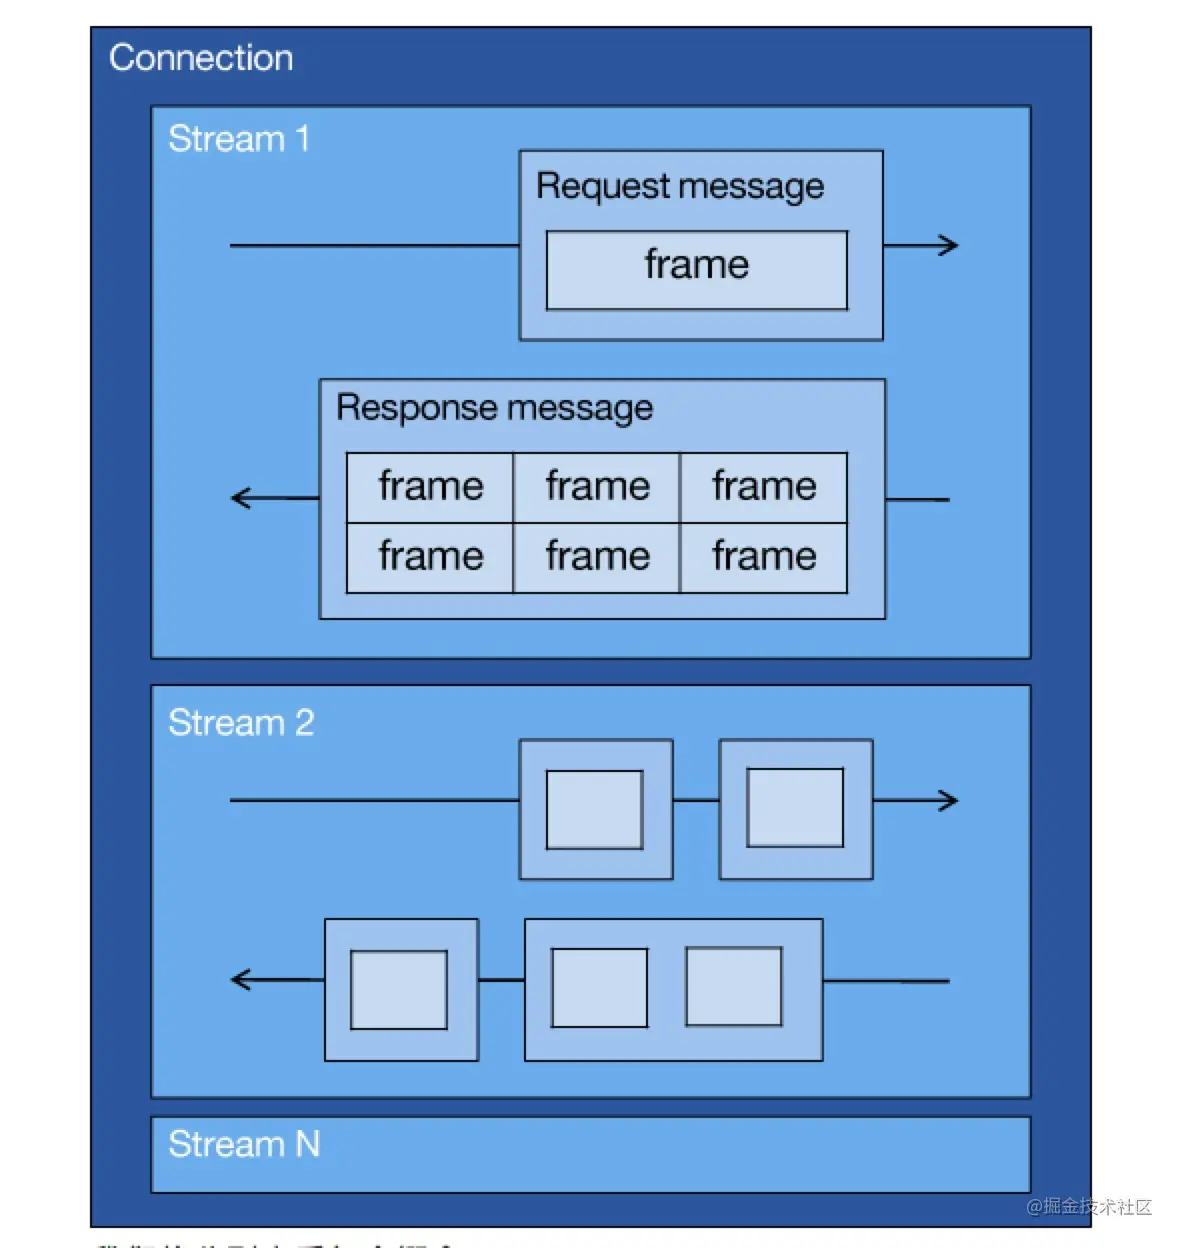 Connection
Stream 1
Request message
frame
Response message
frame frame frame
frame frame frame
Stream 2
Stream N
@掘金技术社区